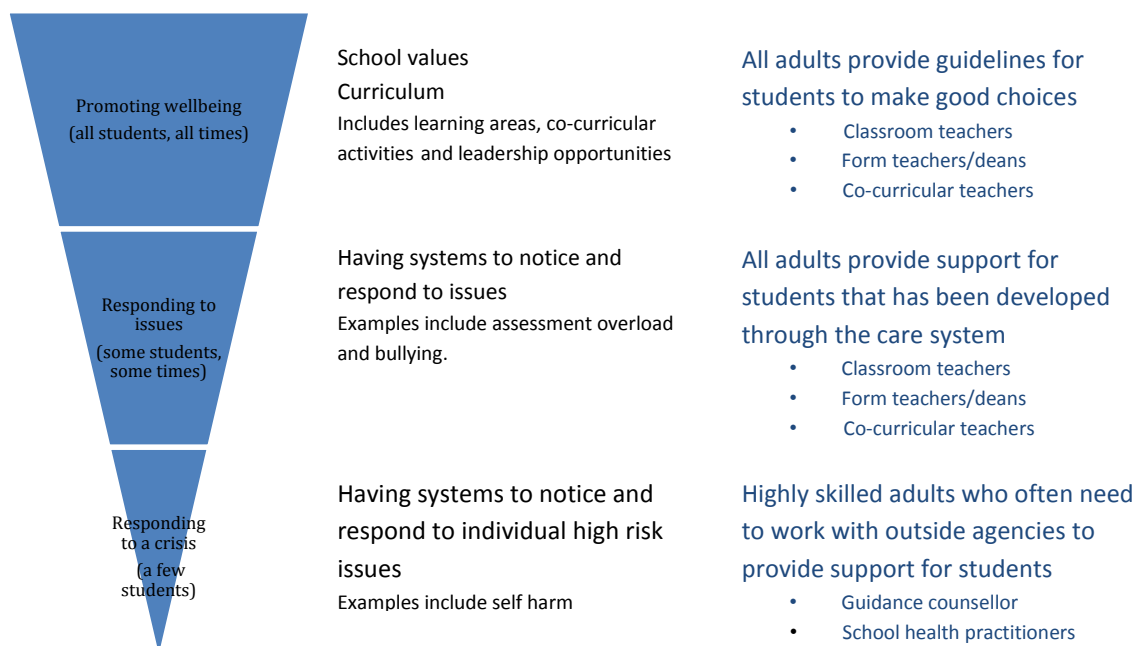 Promoting wellbeing
(all students, all times)
School values
Curriculum
Includes learning areas, co-curricular
activities and leadership opportunities
All adults provide guidelines for
students to make good choices
• Classroom teachers
• Form teachers/deans
• Co-curricular teachers
Responding to
issues
(some students,
some times)
Having systems to notice and
respond to issues
Examples include assessment overload
and bullying.
All adults provide support for
students that has been developed
through the care system
• Classroom teachers
• Form teachers/deans
• Co-curricular teachers
Responding
to a crisis
(a few
students)
Having systems to notice and
respond to individual high risk
issues
Examples include self harm
Highly skilled adults who often need
to work with outside agencies to
provide support for students
• Guidance counsellor
• School health practitioners